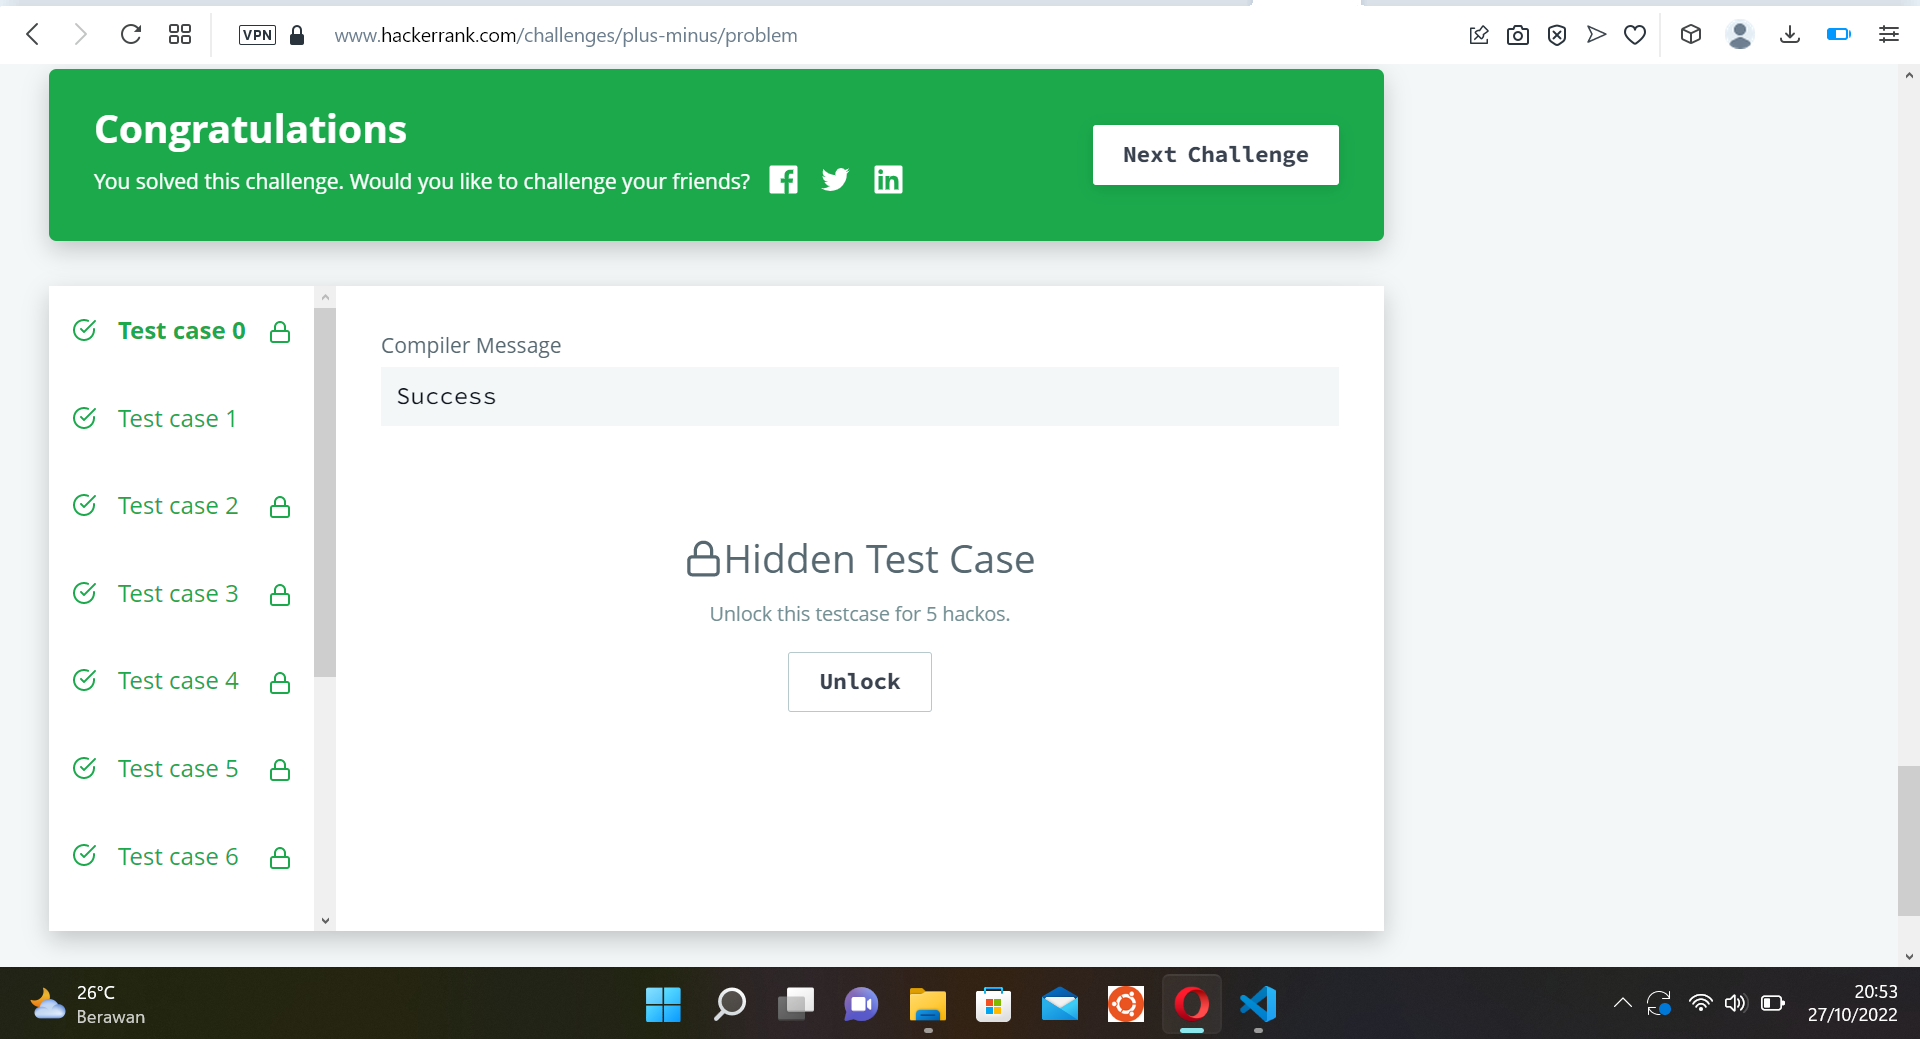 VPN
www.hackerrank.com/challenges/plus-minus/problem
Congratulations
You solved this challenge. Would you like to challenge your friends?
Next Challenge
Test case 0
Test case 1
Test case 2
Test case 3
Test case 4
Test case 5
Test case 6
Compiler Message
Success
Hidden Test Case
Unlock this testcase for 5 hackos.
Unlock
26°C
Berawan
20:53
27/10/2022